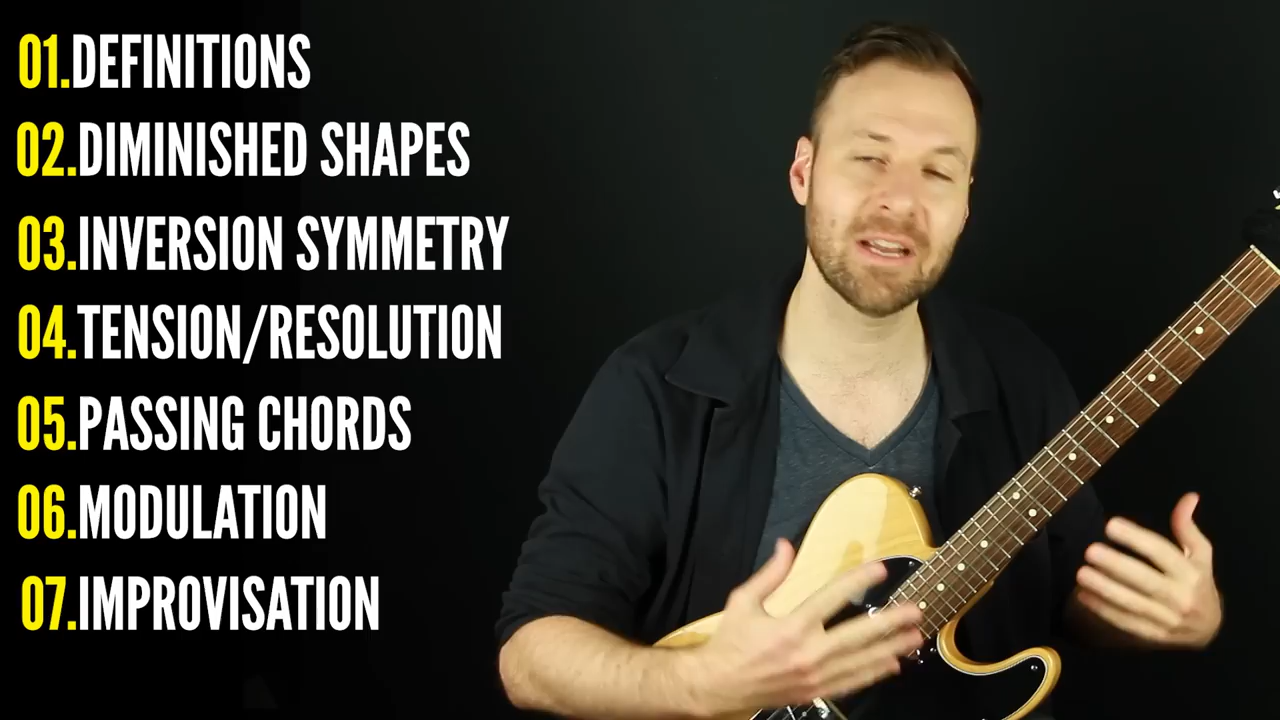 01.DEFINITIONS
02.DIMINISHED SHAPES
03.INVERSION SYMMETRY
04.TENSION/RESOLUTION
05.PASSING CHORDS
06.MODULATION
07.IMPROVISATION